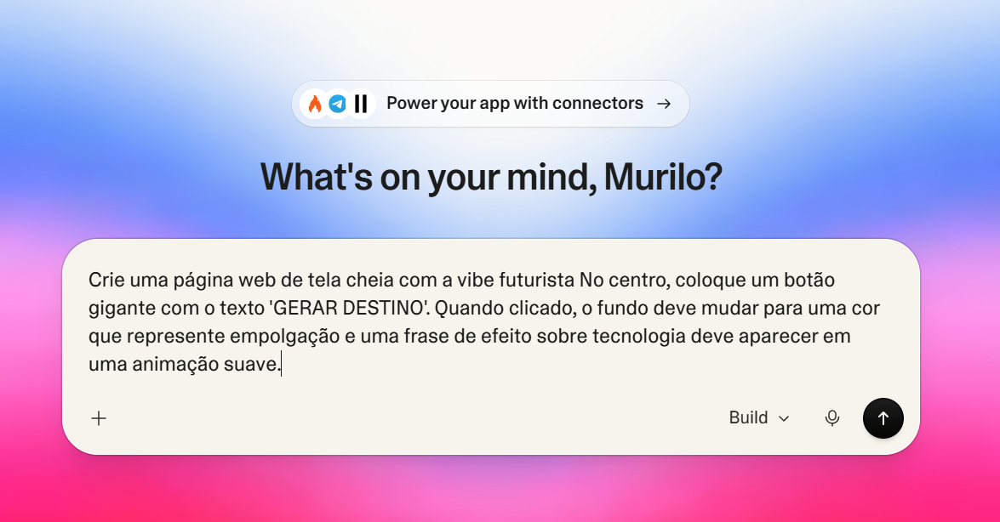 Power your app with connectors →
What's on your mind, Murilo?
Crie uma página web de tela cheia com a vibe futurista No centro, coloque um botão
gigante com o texto 'GERAR DESTINO'. Quando clicado, o fundo deve mudar para uma cor
que represente empolgação e uma frase de efeito sobre tecnologia deve aparecer em
uma animação suave.
Build